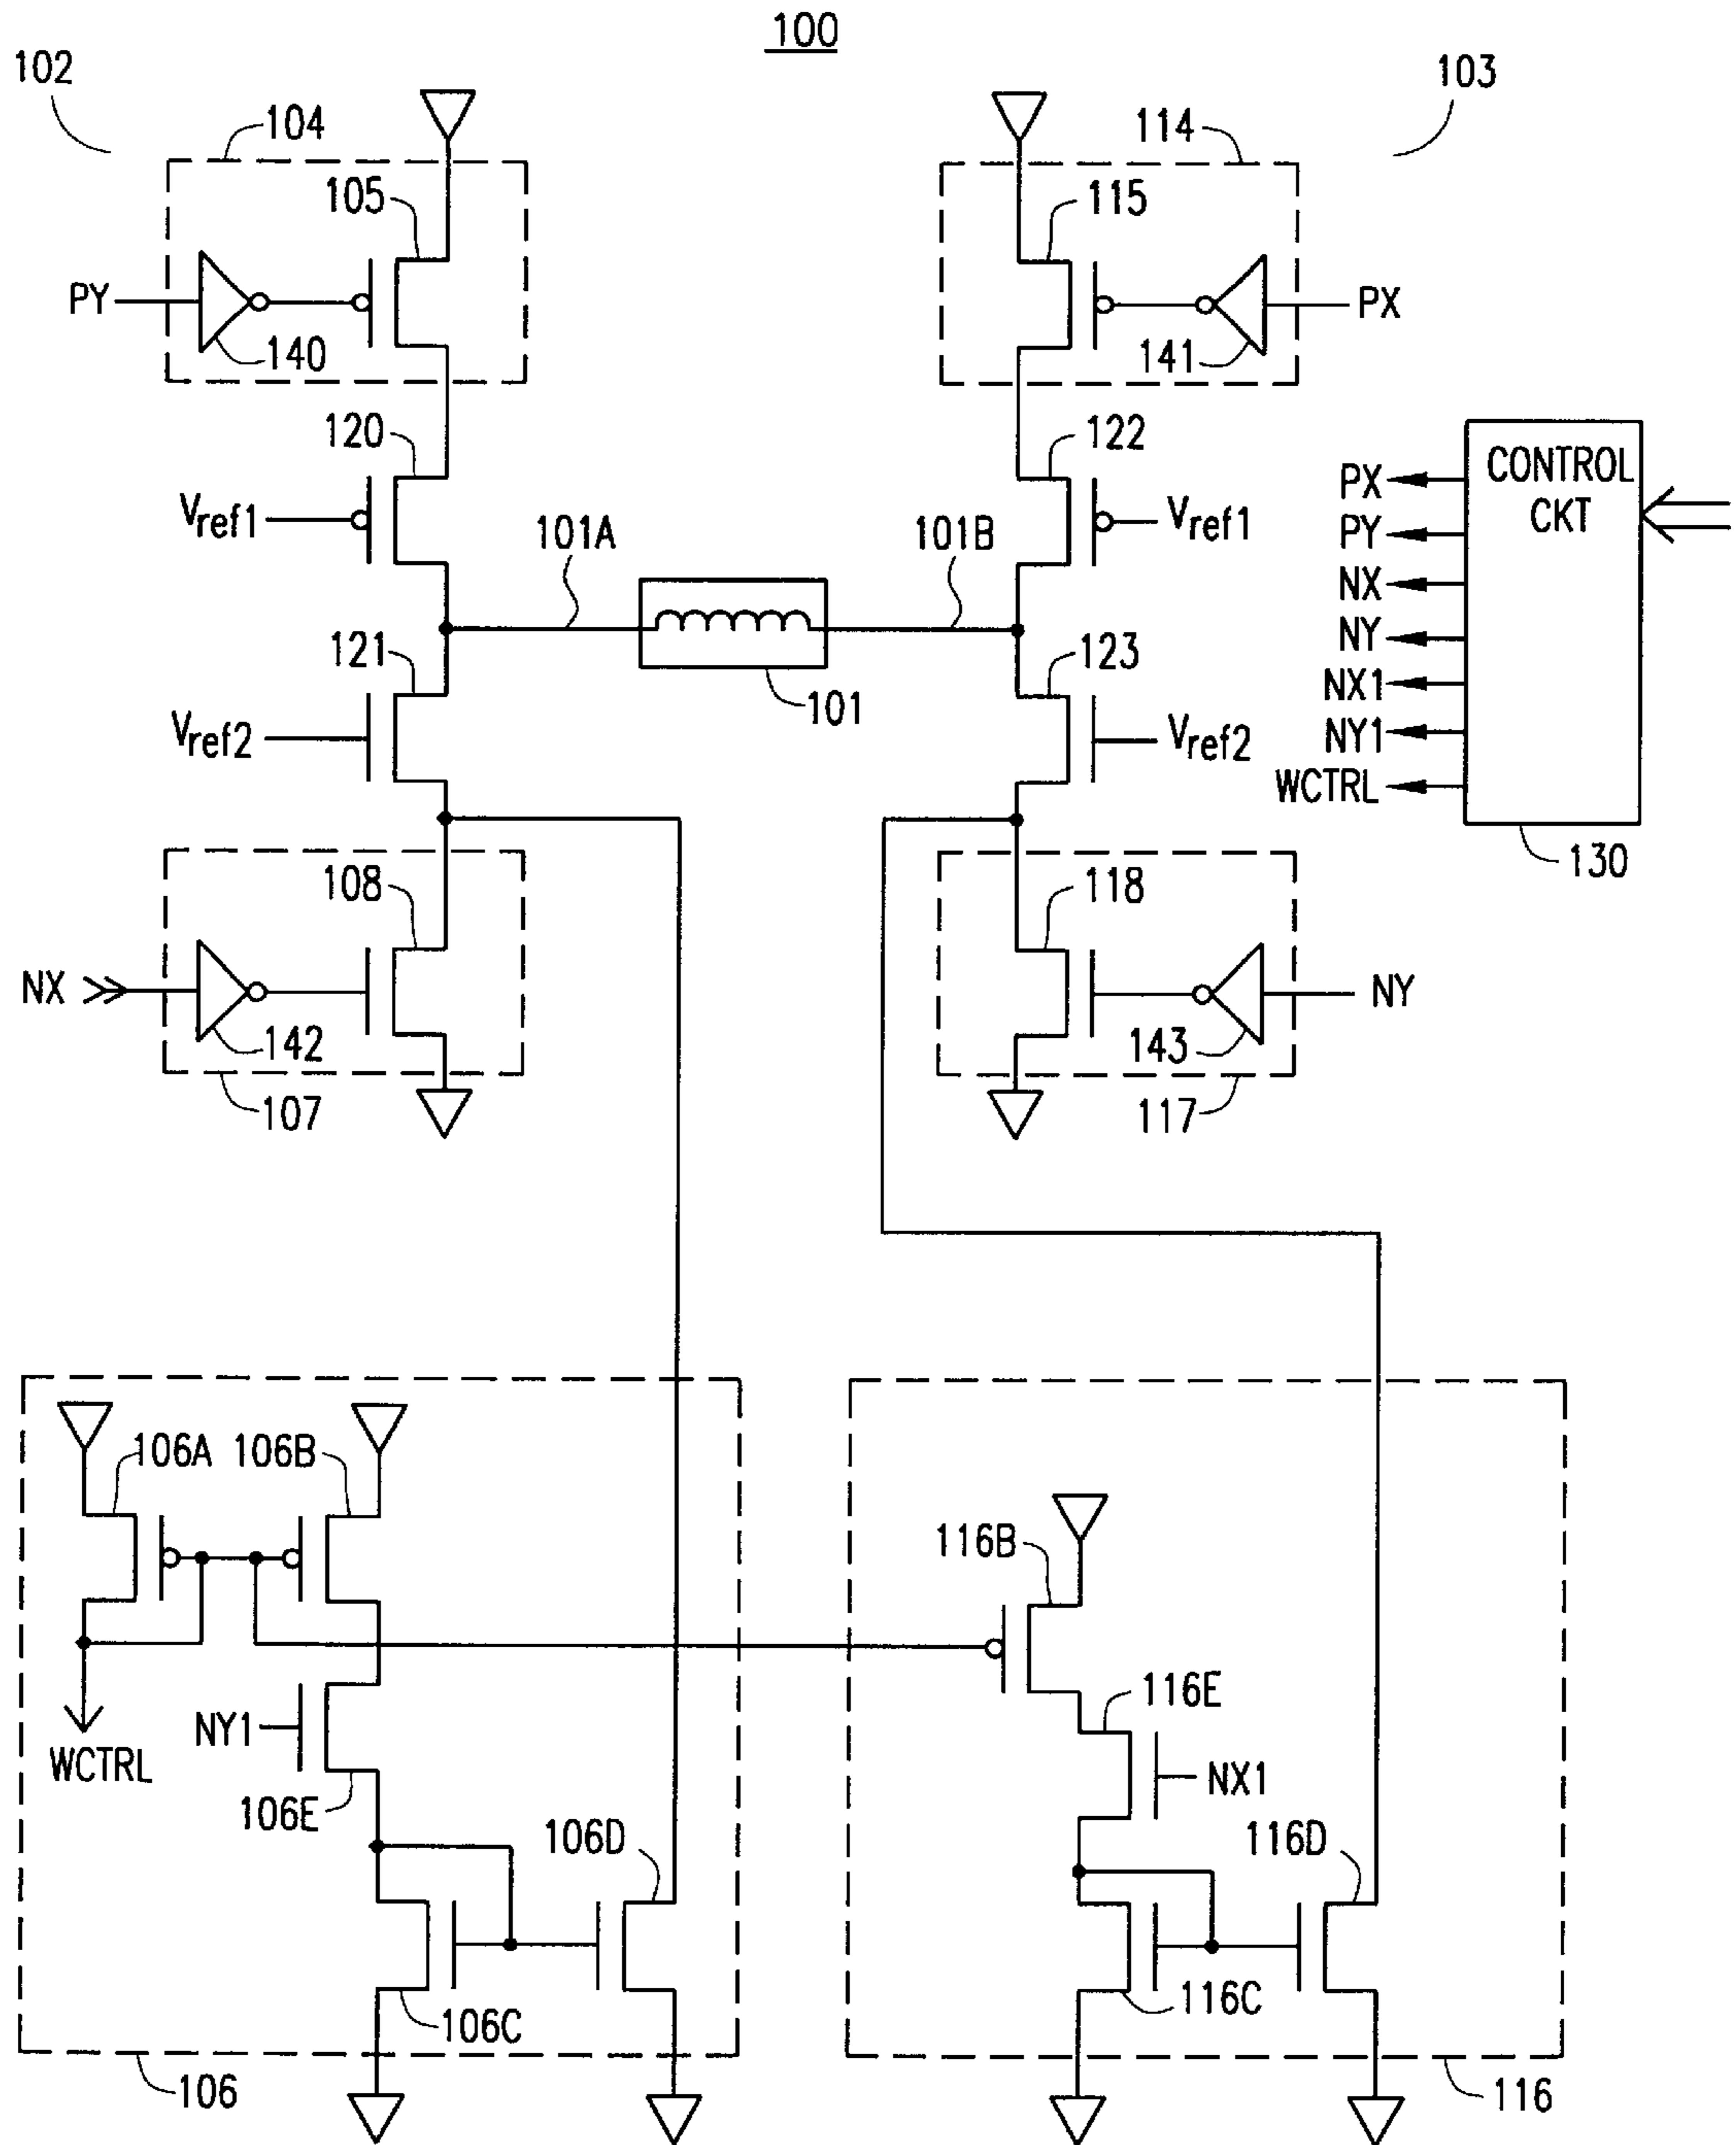 100
102
103
104
114
105
115
PY
PX
140
141
120
122
CONTROL
CKT
PX
PY
NX
NY
NX1
NY1
WCTRL
130
Vref1
Vref1
101A
101B
121
123
101
Vref2
Vref2
108
118
NX
NY
142
143
107
117
106A
106B
116B
116E
NY1
WCTRL
NX1
106E
106D
116D
106C
116C
106
116